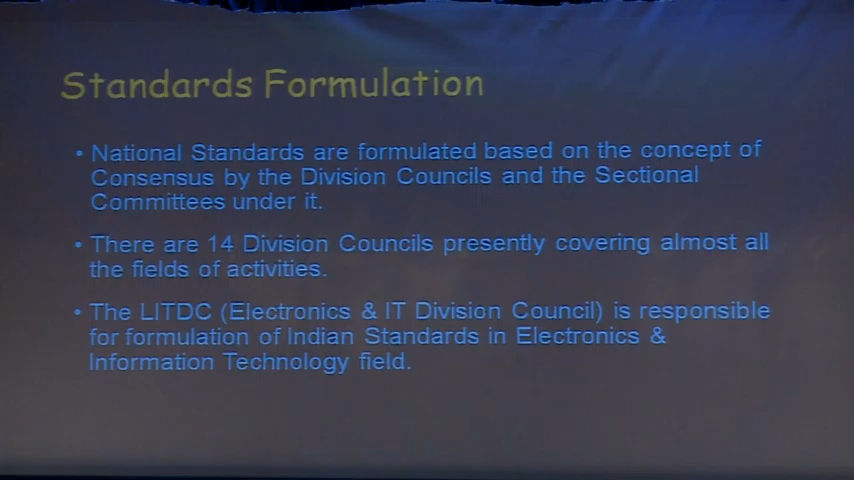 Standards Formulation
• National Standards are formulated based on the concept of
Consensus by the Division Councils and the Sectional
Committees under it.
• There are 14 Division Councils presently covering almost all
the fields of activities.
• The LITDC (Electronics & IT Division Council) is responsible
for formulation of Indian Standards in Electronics &
Information Technology field.